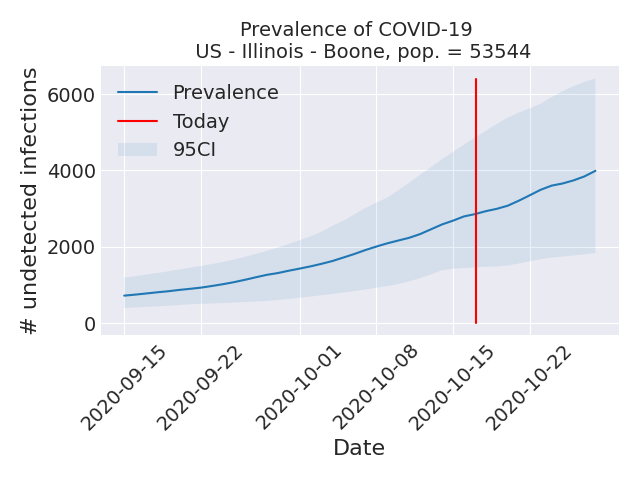 Prevalence of COVID-19
US - Illinois - Boone, pop. = 53544
# undetected infections
6000
4000
2000
0
Prevalence
Today
95CI
2020-09-15
2020-09-22
2020-10-01
2020-10-08
2020-10-15
2020-10-22
Date